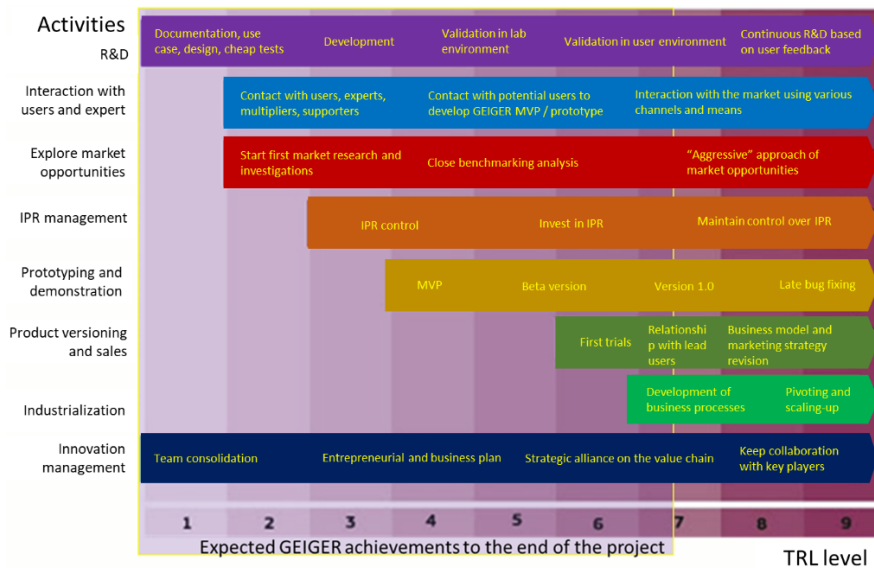 Activities
R&D
Documentation, use
case, design, cheap tests
Development
Validation in lab
environment
Validation in user environment
Continuous R&D based
on user feedback
Interaction with
users and expert
Contact with users, experts,
multipliers, supporters
Contact with potential users to
develop GEIGER MVP / prototype
Interaction with the market using various
channels and means
Explore market
opportunities
Start first market research and
investigations
Close benchmarking analysis
"Aggressive" approach of
market opportunities
IPR management
IPR control
Invest in IPR
Maintain control over IPR
Prototyping and
demonstration
MVP
Beta version
Version 1.0
Late bug fixing
Product versioning
and sales
First trials
Relationshi
p with lead
users
Business model and
marketing strategy
revision
Industrialization
Development of
business processes
Pivoting and
scaling-up
Innovation
management
Team consolidation
Entrepreneurial and business plan
Strategic alliance on the value chain
Keep collaboration
with key players
1 2 3 4 5 6 7 8 9
Expected GEIGER achievements to the end of the project
TRL level